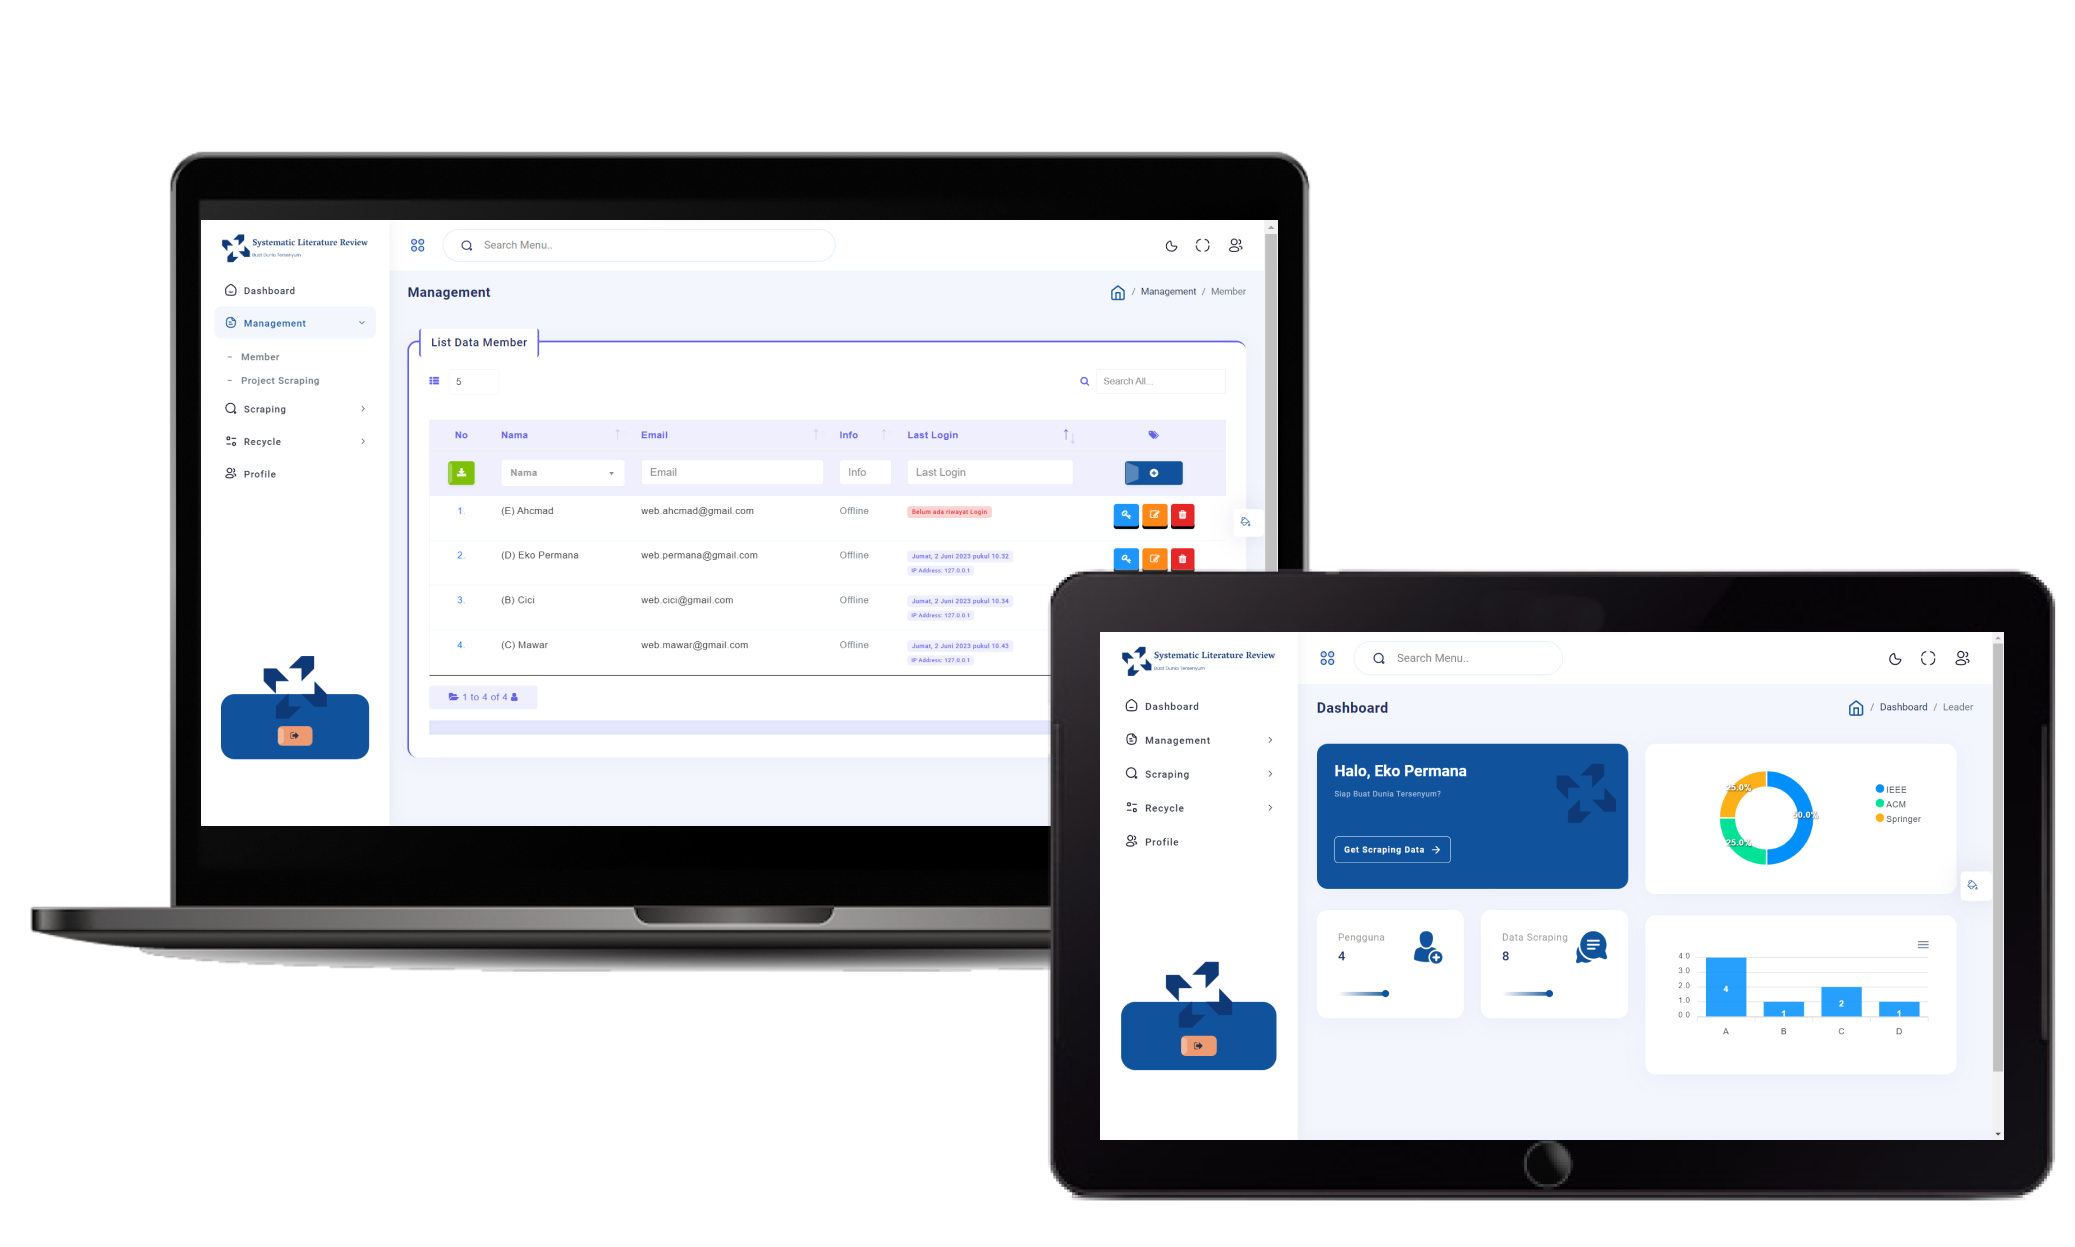 Systematic Literature Review
Buat Dunia Tersenyum
Search Menu..
Dashboard
Management
Member
Project Scraping
Scraping
Recycle
Profile
Management
/ Management / Member
List Data Member
5
Search All...
No Nama Email Info Last Login
Nama Email Info Last Login
1. (E) Ahcmad web.ahcmad@gmail.com Offline Belum ada riwayat Login
2. (D) Eko Permana web.permana@gmail.com Offline Jumat, 2 Juni 2023 pukul 10.32
IP Address: 127.0.0.1
3. (B) Cici web.cici@gmail.com Offline Jumat, 2 Juni 2023 pukul 10.34
IP Address: 127.0.0.1
4. (C) Mawar web.mawar@gmail.com Offline Jumat, 2 Juni 2023 pukul 10.43
IP Address: 127.0.0.1
1 to 4 of 4
Systematic Literature Review
Buat Dunia Tersenyum
Search Menu..
Dashboard
Management
Scraping
Recycle
Profile
Dashboard
/ Dashboard / Leader
Halo, Eko Permana
Siap Buat Dunia Tersenyum?
Get Scraping Data
25.0%
50.0%
25.0%
IEEE
ACM
Springer
Pengguna
4
Data Scraping
8
4.0
3.0
2.0
1.0
0.0
4
1
2
1
A B C D